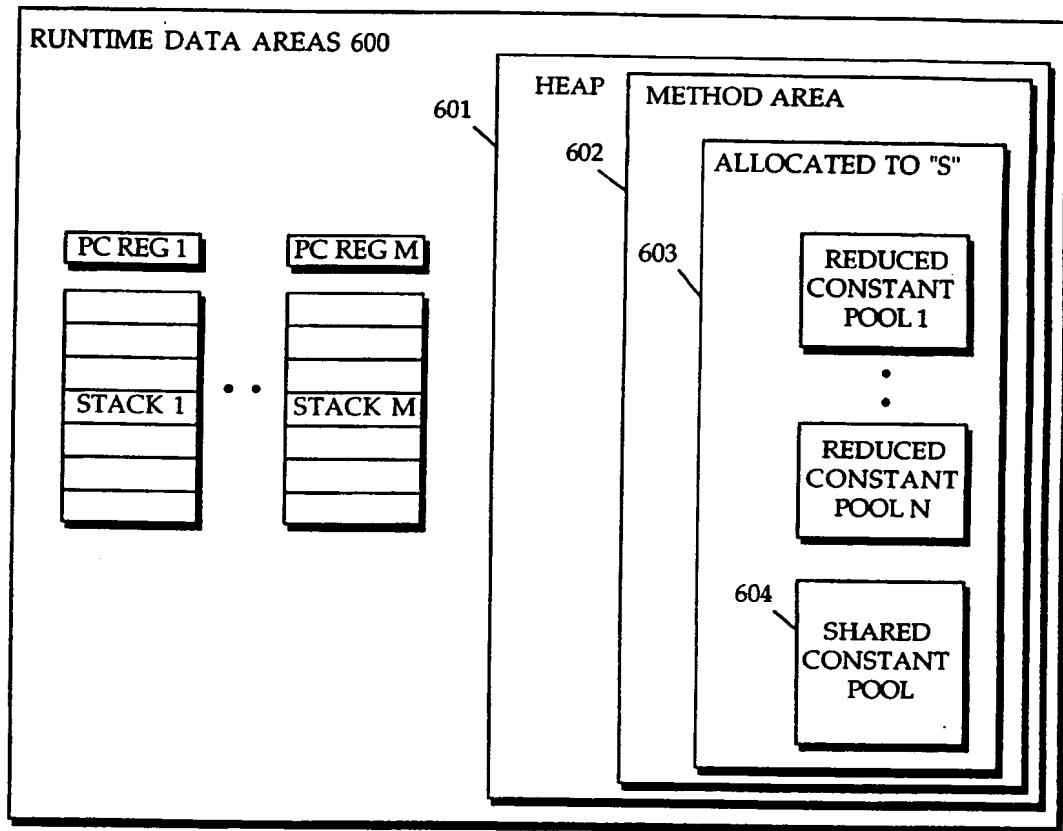 RUNTIME DATA AREAS 600
HEAP
METHOD AREA
601
602
ALLOCATED TO "S"
603
PC REG 1
PC REG M
REDUCED
CONSTANT
POOL 1
STACK 1
STACK M
REDUCED
CONSTANT
POOL N
604
SHARED
CONSTANT
POOL